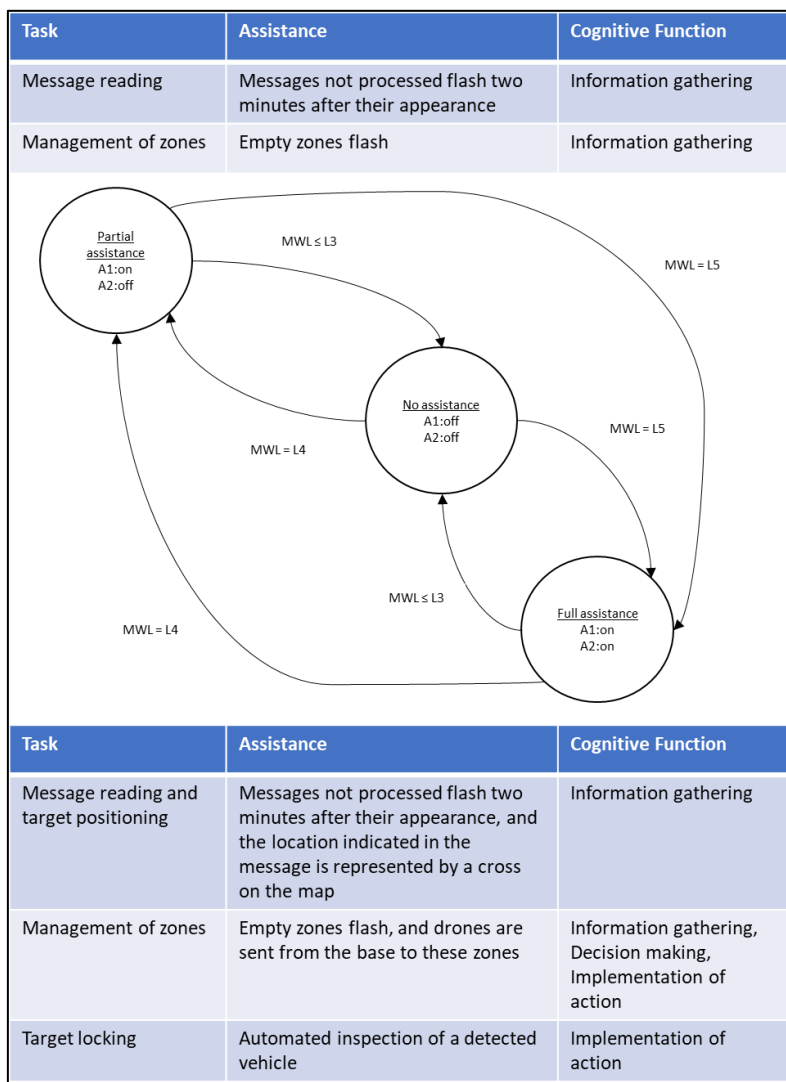 Task Assistance Cognitive Function
Message reading Messages not processed flash two Information gathering
minutes after their appearance
Management of zones Empty zones flash Information gathering
Partial
assistance
A1:on
A2:off
MWL ≤ L3
MWL = L5
No assistance
A1:off
A2:off
MWL = L4
MWL = L5
MWL ≤ L3
Full assistance
A1:on
A2:on
MWL = L4
Task Assistance Cognitive Function
Message reading and Messages not processed flash two Information gathering
target positioning minutes after their appearance, and
the location indicated in the
message is represented by a cross
on the map
Management of zones Empty zones flash, and drones are Information gathering,
sent from the base to these zones Decision making,
Implementation of
action
Target locking Automated inspection of a detected Implementation of
vehicle action